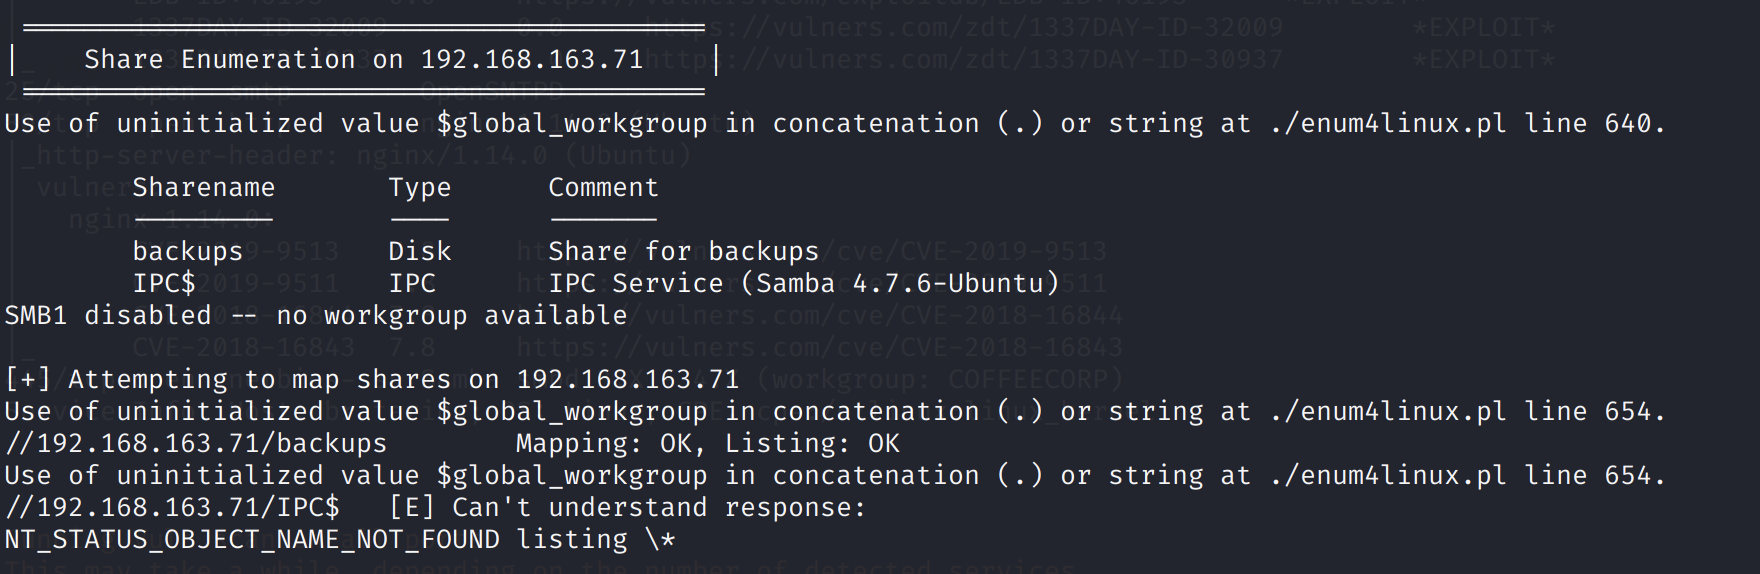 | Share Enumeration on 192.168.163.71 |
Use of uninitialized value $global_workgroup in concatenation (.) or string at ./enum4linux.pl line 640.
Sharename Type Comment
--------- ---- -------
backups Disk Share for backups
IPC$ IPC IPC Service (Samba 4.7.6-Ubuntu)
SMB1 disabled -- no workgroup available
[+] Attempting to map shares on 192.168.163.71
Use of uninitialized value $global_workgroup in concatenation (.) or string at ./enum4linux.pl line 654.
//192.168.163.71/backups Mapping: OK, Listing: OK
Use of uninitialized value $global_workgroup in concatenation (.) or string at ./enum4linux.pl line 654.
//192.168.163.71/IPC$ [E] Can't understand response:
NT_STATUS_OBJECT_NAME_NOT_FOUND listing \*